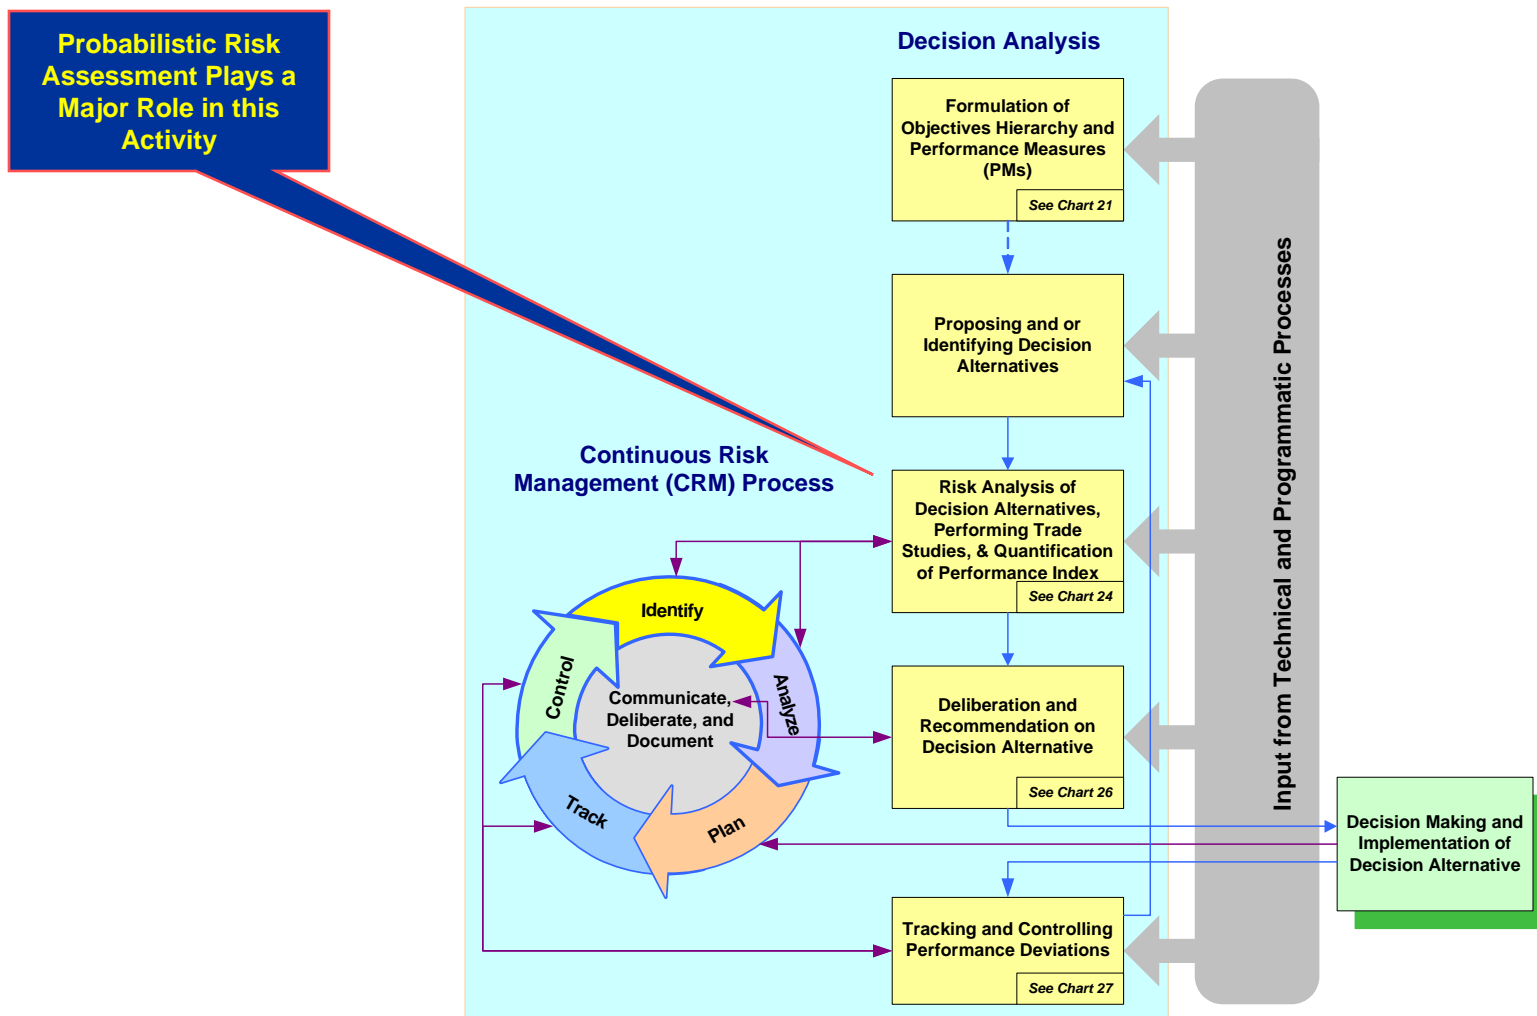 Probabilistic Risk
Assessment Plays a
Major Role in this
Activity
Decision Analysis
Formulation of
Objectives Hierarchy and
Performance Measures
(PMs)
See Chart 21
Proposing and or
Identifying Decision
Alternatives
Continuous Risk
Management (CRM) Process
Risk Analysis of
Decision Alternatives,
Performing Trade
Studies, & Quantification
of Performance Index
See Chart 24
Identify
Analyze
Plan
Track
Control
Communicate,
Deliberate, and
Document
Deliberation and
Recommendation on
Decision Alternative
See Chart 26
Tracking and Controlling
Performance Deviations
See Chart 27
Input from Technical and Programmatic Processes
Decision Making and
Implementation of
Decision Alternative